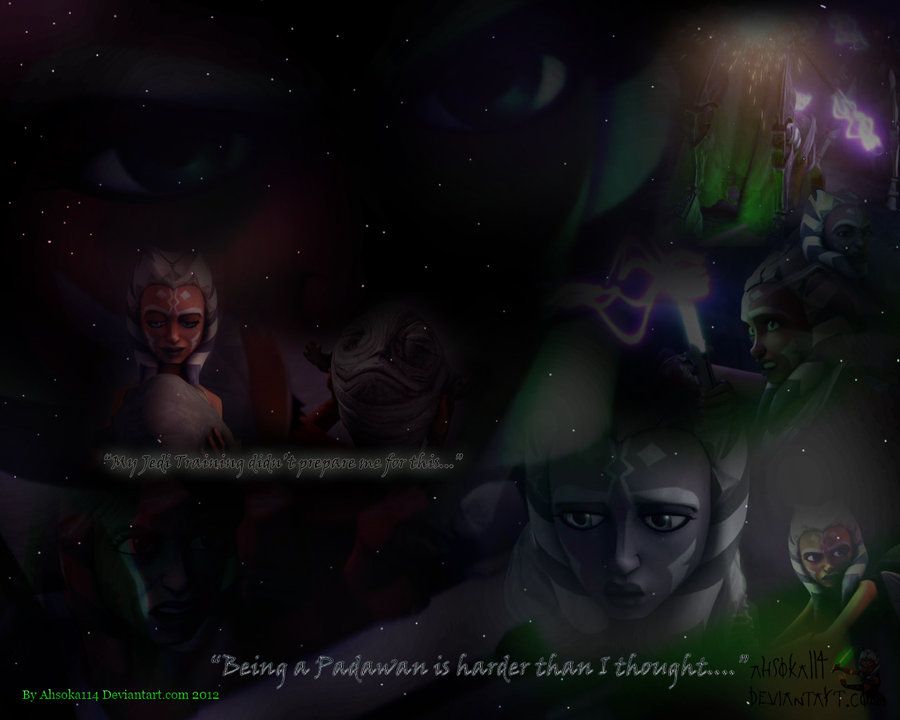 “My Jedi Training didn't prepare me for this...”
“Being a Padawan is harder than I thought....”
By Ahsoka114 Deviantart.com 2012
AHSOKA114
DEVIANTART.COM